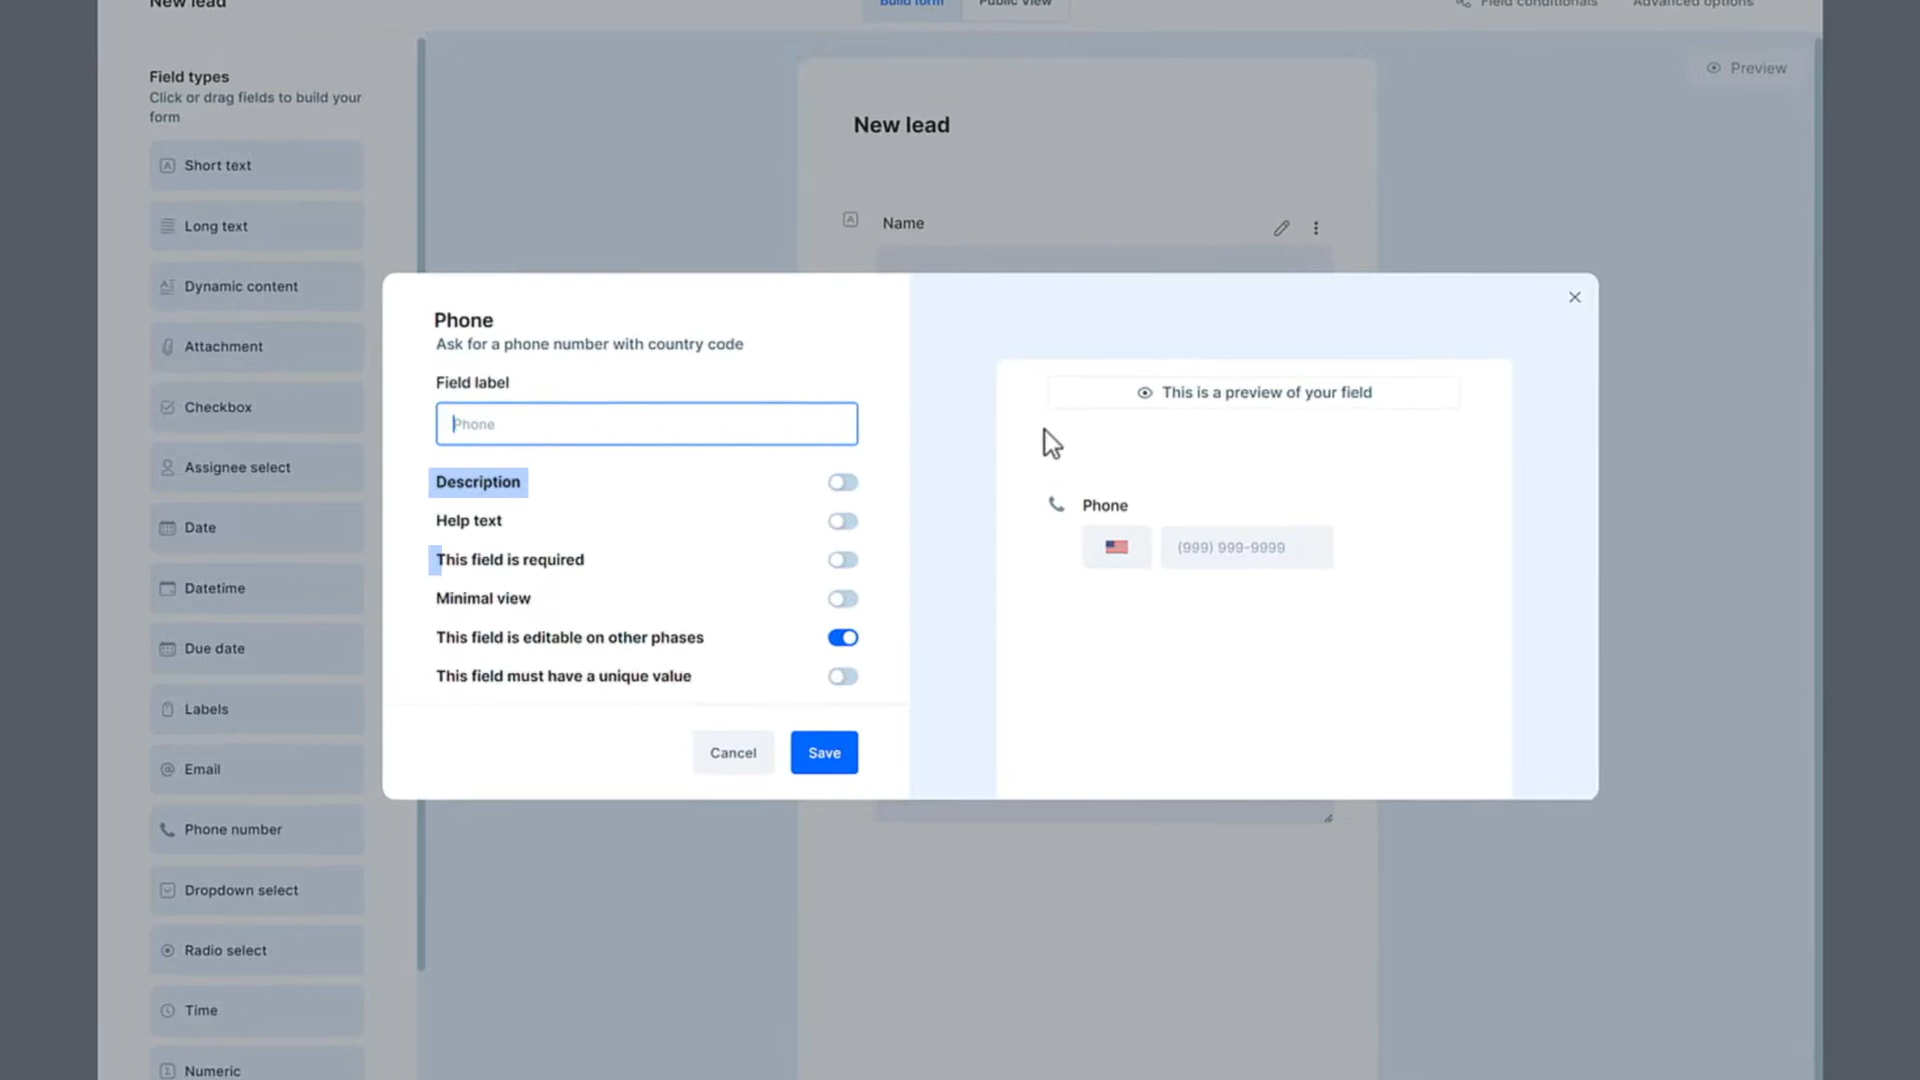 New lead
Build form
Public view
Field conditionals
Advanced options
Field types
Click or drag fields to build your
form
Short text
Long text
Dynamic content
Attachment
Checkbox
Assignee select
Date
Datetime
Due date
Labels
Email
Phone number
Dropdown select
Radio select
Time
Numeric
Preview
New lead
Name
Phone
Ask for a phone number with country code
Field label
Phone
Description
Help text
This field is required
Minimal view
This field is editable on other phases
This field must have a unique value
Cancel
Save
This is a preview of your field
Phone
(999) 999-9999